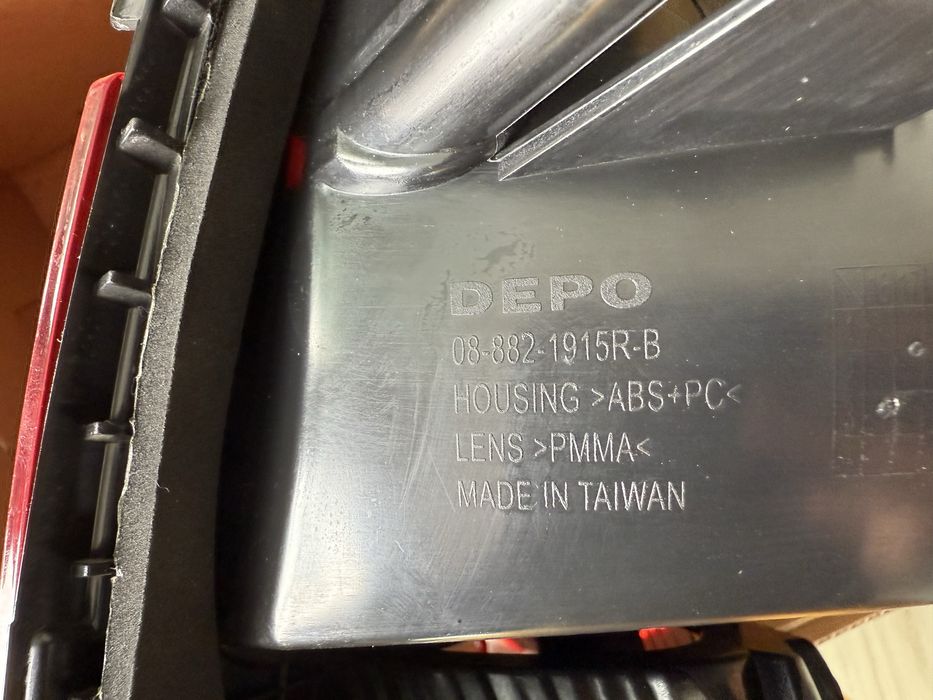 DEPO
08-882-1915R-B
HOUSING >ABS+PC<
LENS >PMMA<
MADE IN TAIWAN